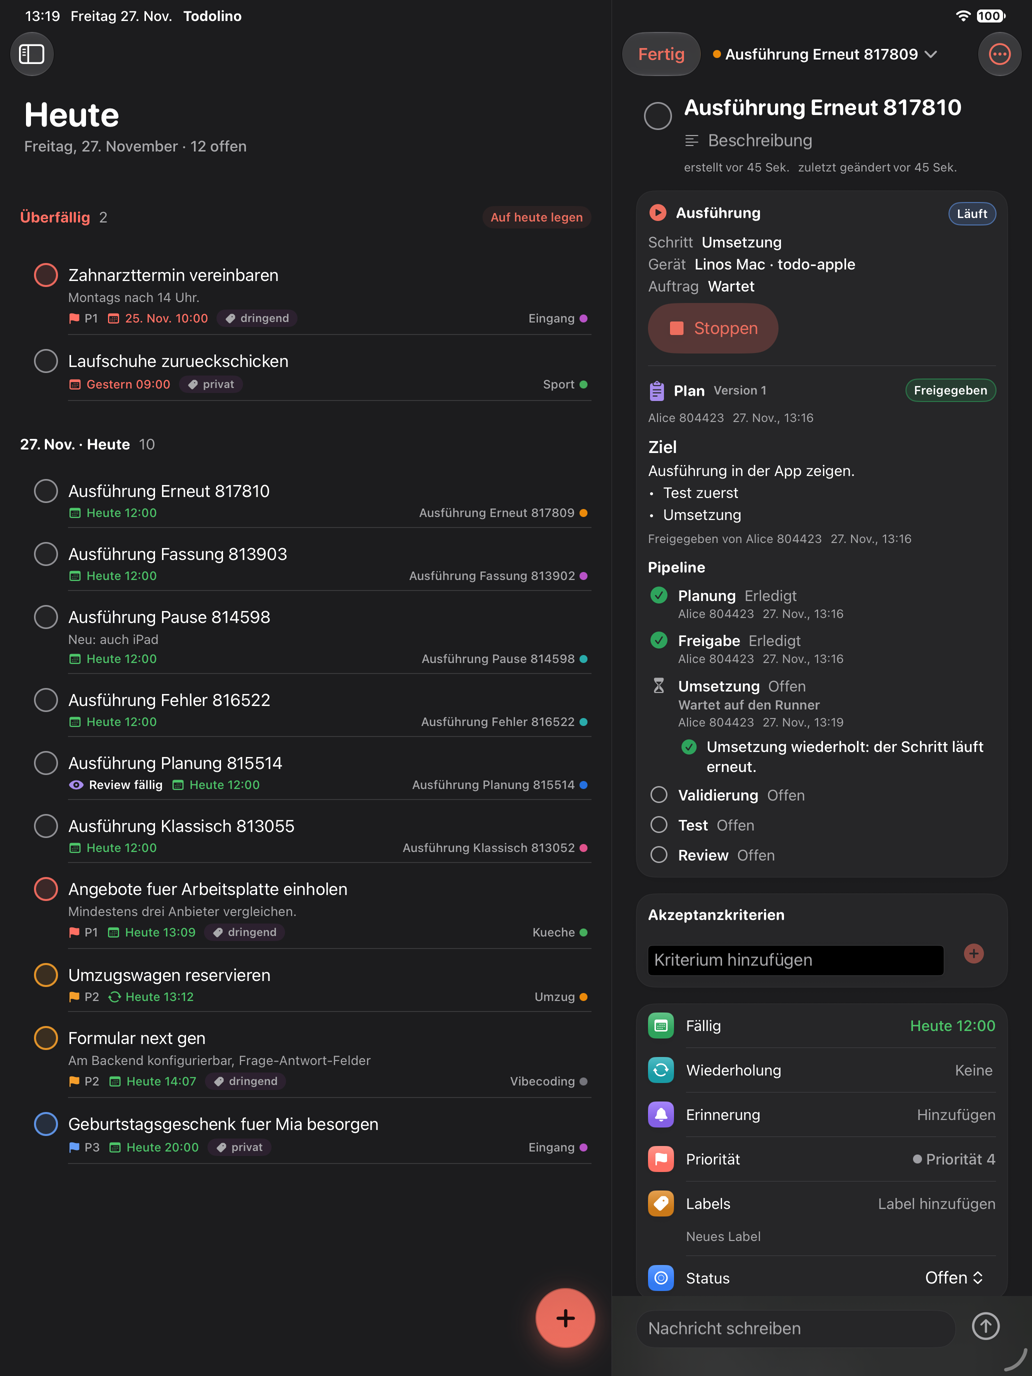 13:19 Freitag 27. Nov. Todolino
100
Heute
Freitag, 27. November · 12 offen
Überfällig 2
Auf heute legen
Zahnarzttermin vereinbaren
Montags nach 14 Uhr.
P1 25. Nov. 10:00 dringend Eingang
Laufschuhe zurueckschicken
Gestern 09:00 privat Sport
27. Nov. · Heute 10
Ausführung Erneut 817810
Heute 12:00 Ausführung Erneut 817809
Ausführung Fassung 813903
Heute 12:00 Ausführung Fassung 813902
Ausführung Pause 814598
Neu: auch iPad
Heute 12:00 Ausführung Pause 814598
Ausführung Fehler 816522
Heute 12:00 Ausführung Fehler 816522
Ausführung Planung 815514
Review fällig Heute 12:00 Ausführung Planung 815514
Ausführung Klassisch 813055
Heute 12:00 Ausführung Klassisch 813052
Angebote fuer Arbeitsplatte einholen
Mindestens drei Anbieter vergleichen.
P1 Heute 13:09 dringend Kueche
Umzugswagen reservieren
P2 Heute 13:12 Umzug
Formular next gen
Am Backend konfigurierbar, Frage-Antwort-Felder
P2 Heute 14:07 dringend Vibecoding
Geburtstagsgeschenk fuer Mia besorgen
P3 Heute 20:00 privat Eingang
Fertig
Ausführung Erneut 817809
Ausführung Erneut 817810
Beschreibung
erstellt vor 45 Sek. zuletzt geändert vor 45 Sek.
Ausführung Läuft
Schritt Umsetzung
Gerät Linos Mac · todo-apple
Auftrag Wartet
Stoppen
Plan Version 1 Freigegeben
Alice 804423 27. Nov., 13:16
Ziel
Ausführung in der App zeigen.
• Test zuerst
• Umsetzung
Freigegeben von Alice 804423 27. Nov., 13:16
Pipeline
Planung Erledigt
Alice 804423 27. Nov., 13:16
Freigabe Erledigt
Alice 804423 27. Nov., 13:16
Umsetzung Offen
Wartet auf den Runner
Alice 804423 27. Nov., 13:19
Umsetzung wiederholt: der Schritt läuft
erneut.
Validierung Offen
Test Offen
Review Offen
Akzeptanzkriterien
Kriterium hinzufügen
Fällig Heute 12:00
Wiederholung Keine
Erinnerung Hinzufügen
Priorität Priorität 4
Labels Label hinzufügen
Neues Label
Status Offen
Nachricht schreiben